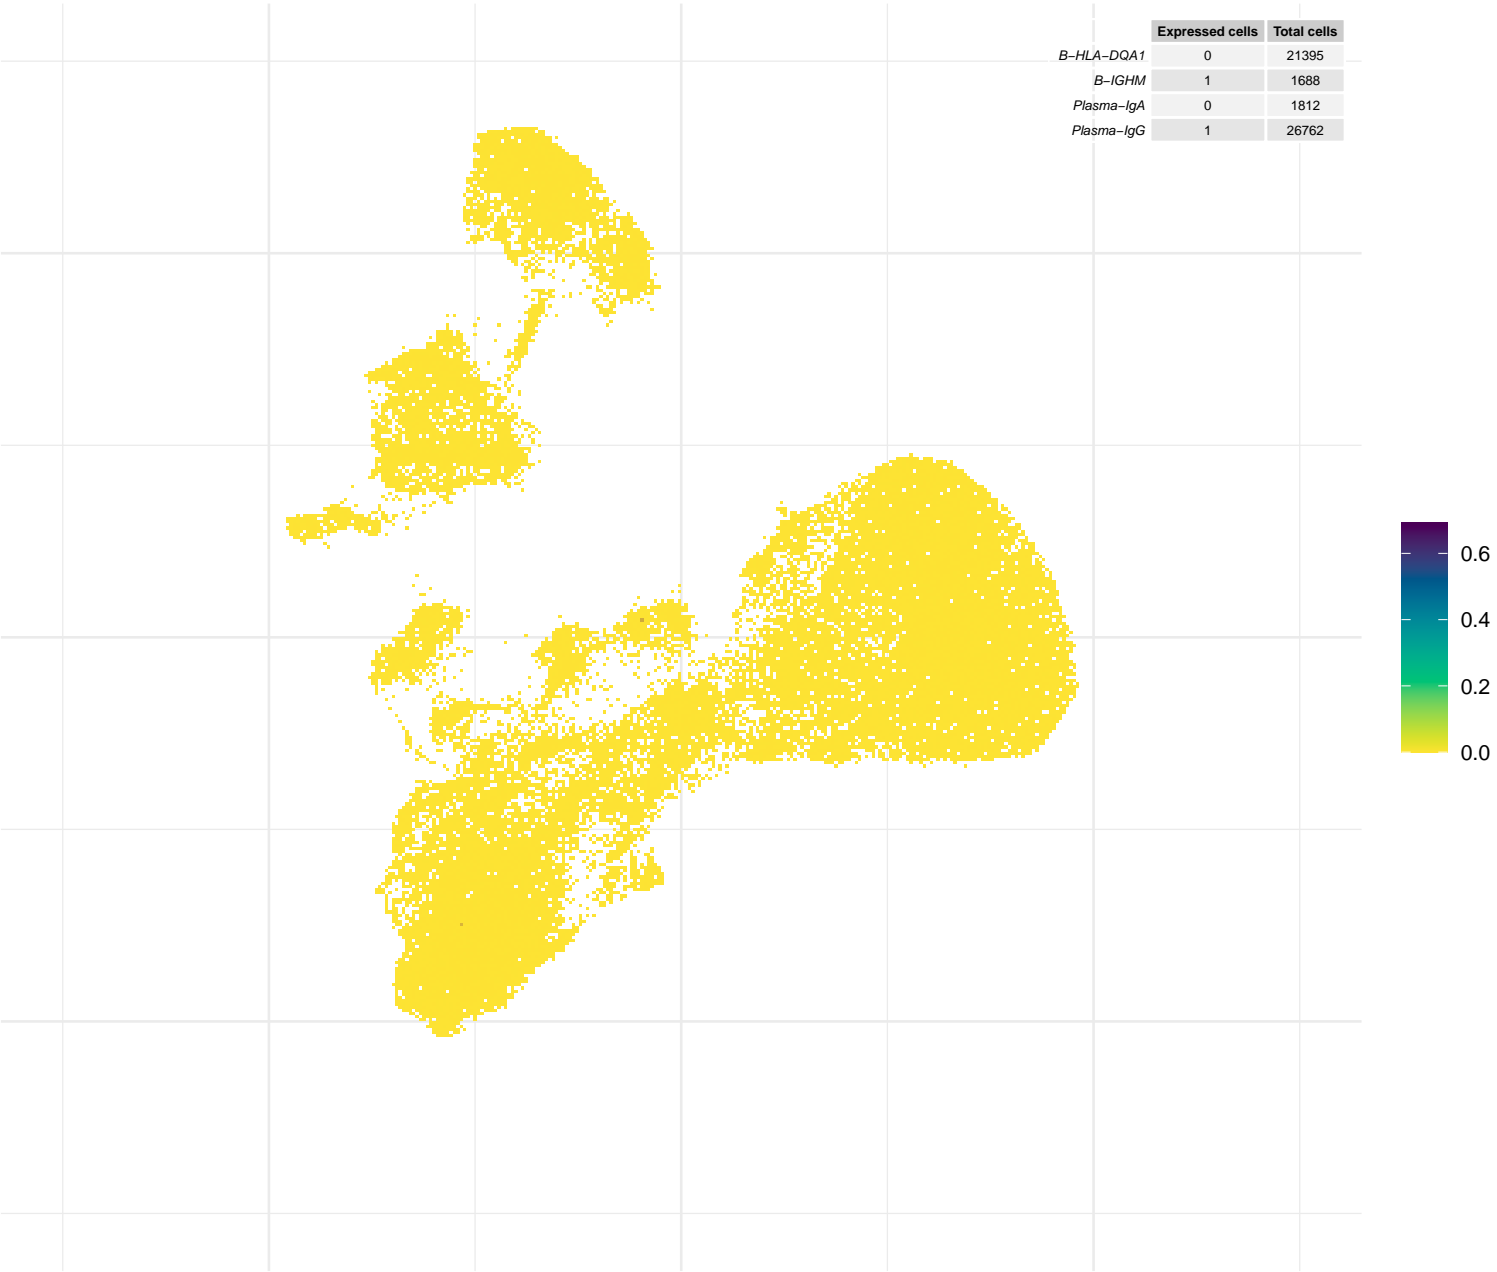 Expressed cells Total cells
B−HLA−DQA1 0 21395
B−IGHM 1 1688
Plasma−IgA 0 1812
Plasma−IgG 1 26762
0.6
0.4
0.2
0.0